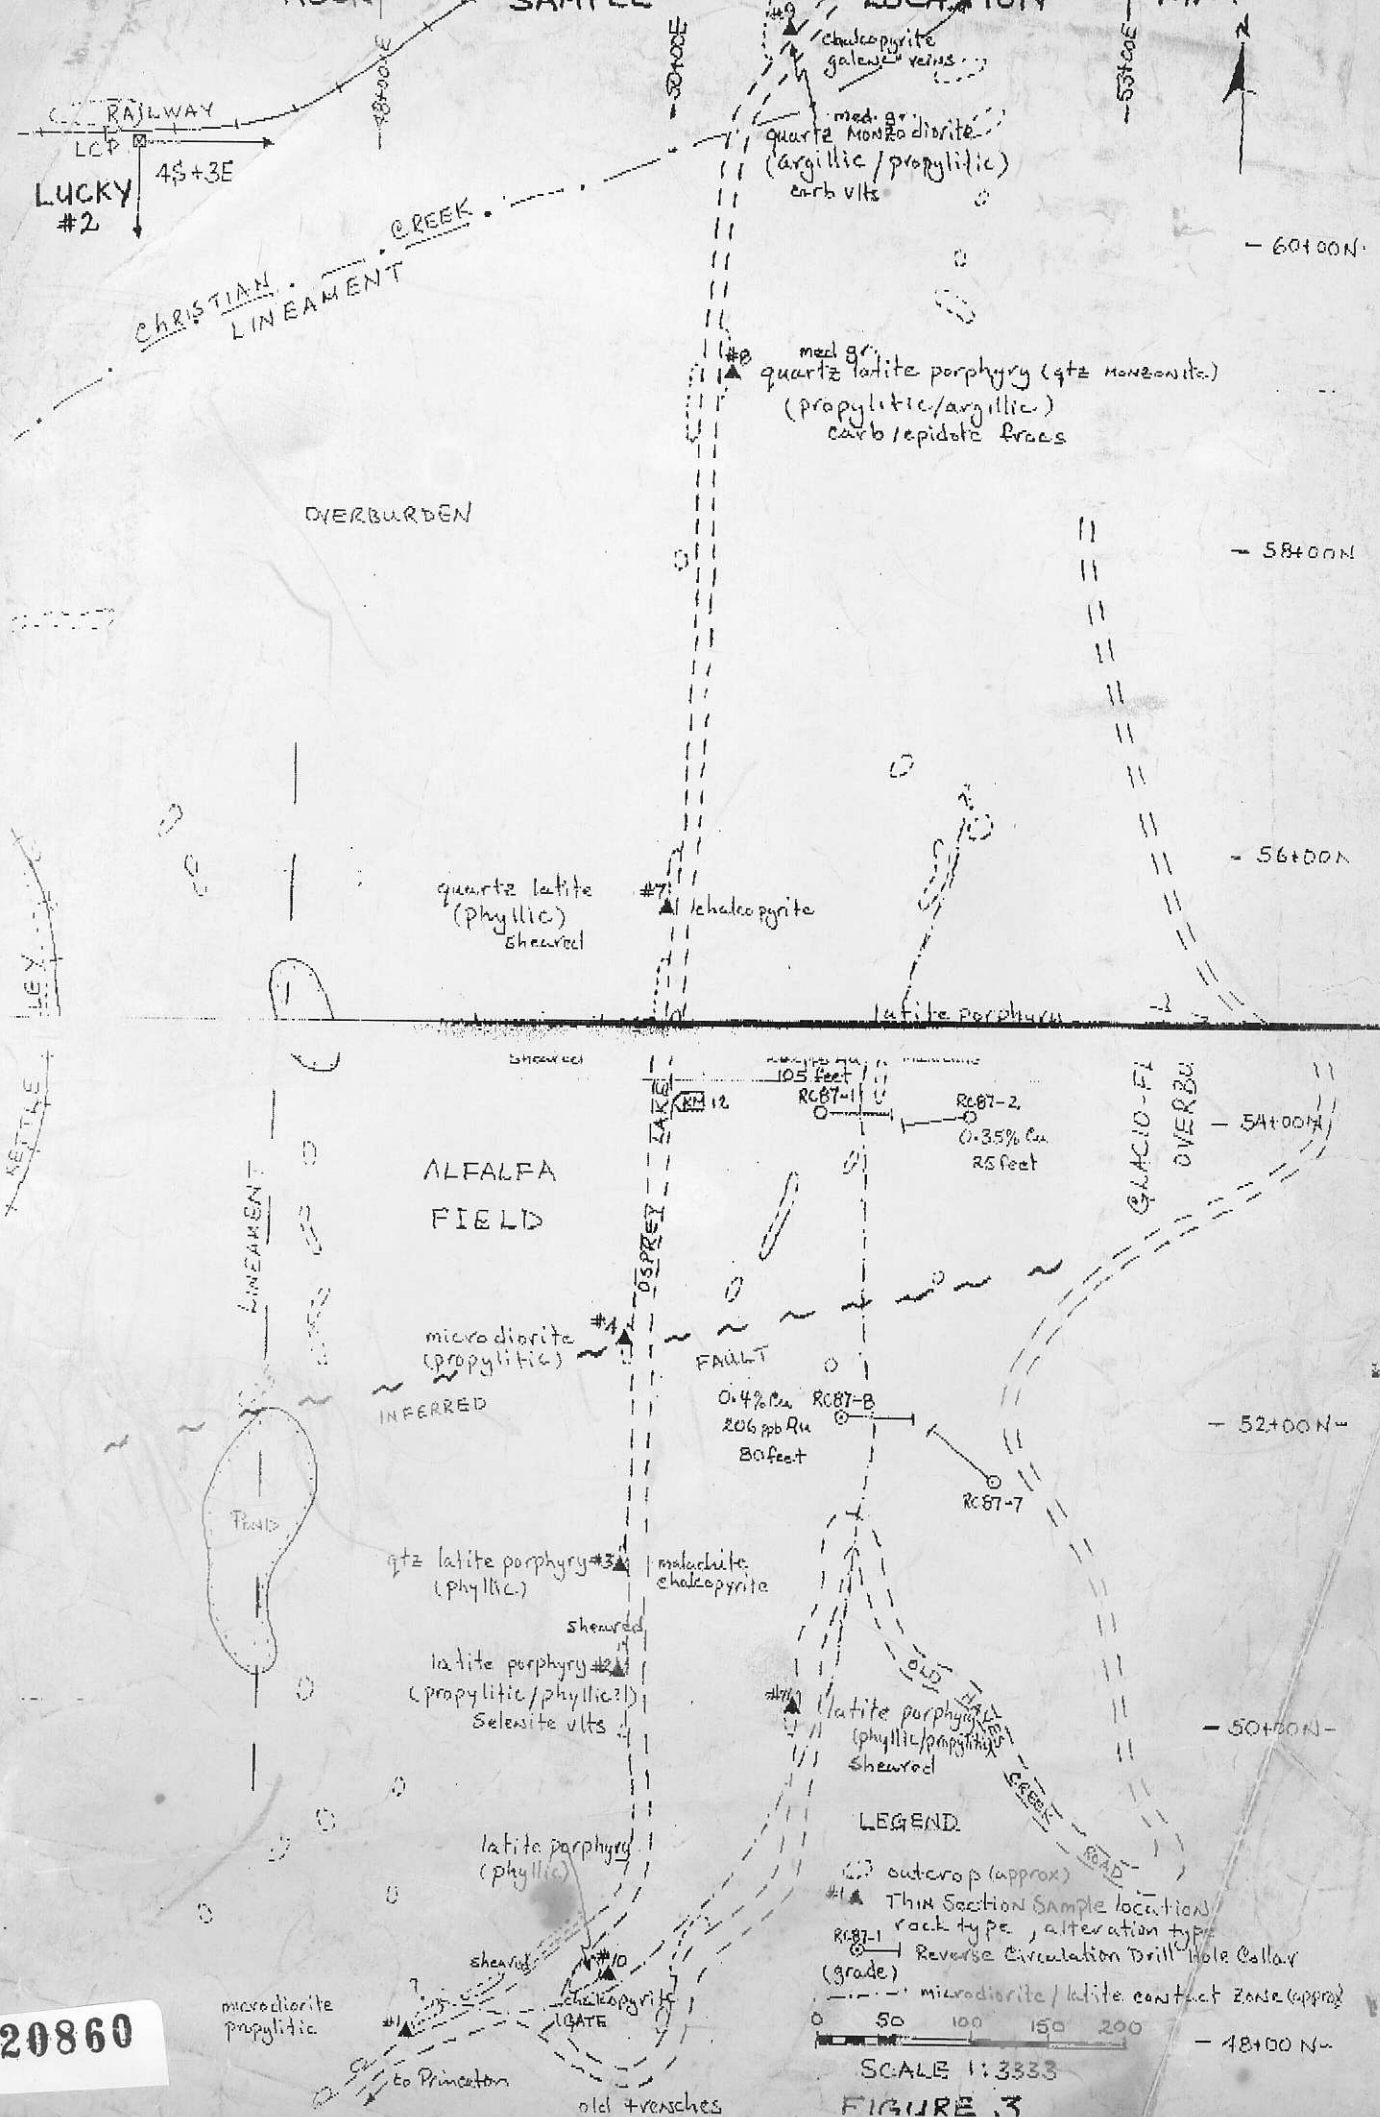 SAMPLE
LOCATION
#9
chalcopyrite
galena veins
50+00E
53+00E
N
RAILWAY
LCP
4S+3E
LUCKY
#2
med. gr.
quartz MONZodiorite
(argillic / propylitic)
carb vlts
CREEK
CHRISTIAN
LINEAMENT
- 60+00N
#8
med gr.
quartz latite porphyry (qtz MONZONite)
(propylitic/argillic)
carb/epidote fracs
OVERBURDEN
- 58+00N
- 56+00N
quartz latite
(phyllic)
sheared
#7
chalcopyrite
latite porphyry
KETTLE
sheared
105 feet
KM 12
RC87-1
RC87-2
0.35% Cu
25 feet
- 54+00N
GLACIO-FL
OVERBU
ALFALFA
FIELD
OSPREY LAKE
LINEAMENT
#4
microdiorite
(propylitic)
FAULT
INFERRED
0.4% Cu
206 ppb Au
80 feet
RC87-8
- 52+00N-
RC87-7
POND
qtz latite porphyry #3
(phyllic)
malachite
chalcopyrite
sheared
latite porphyry #2
(propylitic/phyllic?)
Selenite vlts
latite porphyry
(phyllic/propylitic)
sheared
- 50+00N-
OLD HAYES CREEK ROAD
LEGEND
outcrop (approx)
#1 Thin Section Sample location
rock type, alteration type
RC87-1
Reverse Circulation Drill Hole Collar
(grade)
microdiorite / latite contact zone (approx)
latite porphyry
(phyllic)
sheared
#10
chalcopyrite
GATE
?
microdiorite
propylitic
#1
to Princeton
old trenches
0 50 100 150 200
- 48+00N-
SCALE 1:3333
FIGURE 3
20860